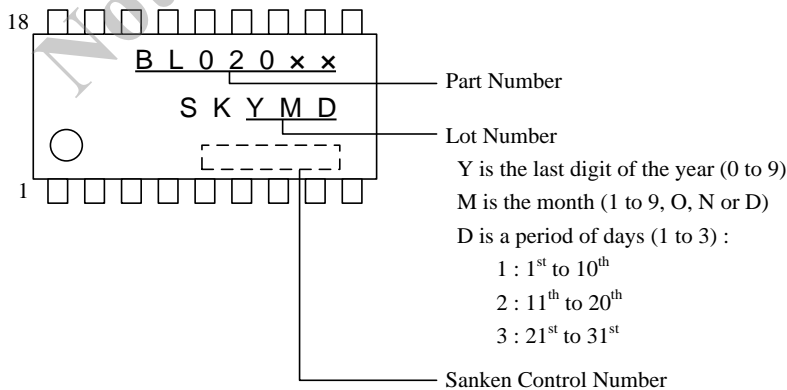 Not
18
BL020××
Part Number
SKYMD
Lot Number
Y is the last digit of the year (0 to 9)
M is the month (1 to 9, O, N or D)
1
D is a period of days (1 to 3) :
1 : 1st to 10th
2 : 11th to 20th
3 : 21st to 31st
Sanken Control Number